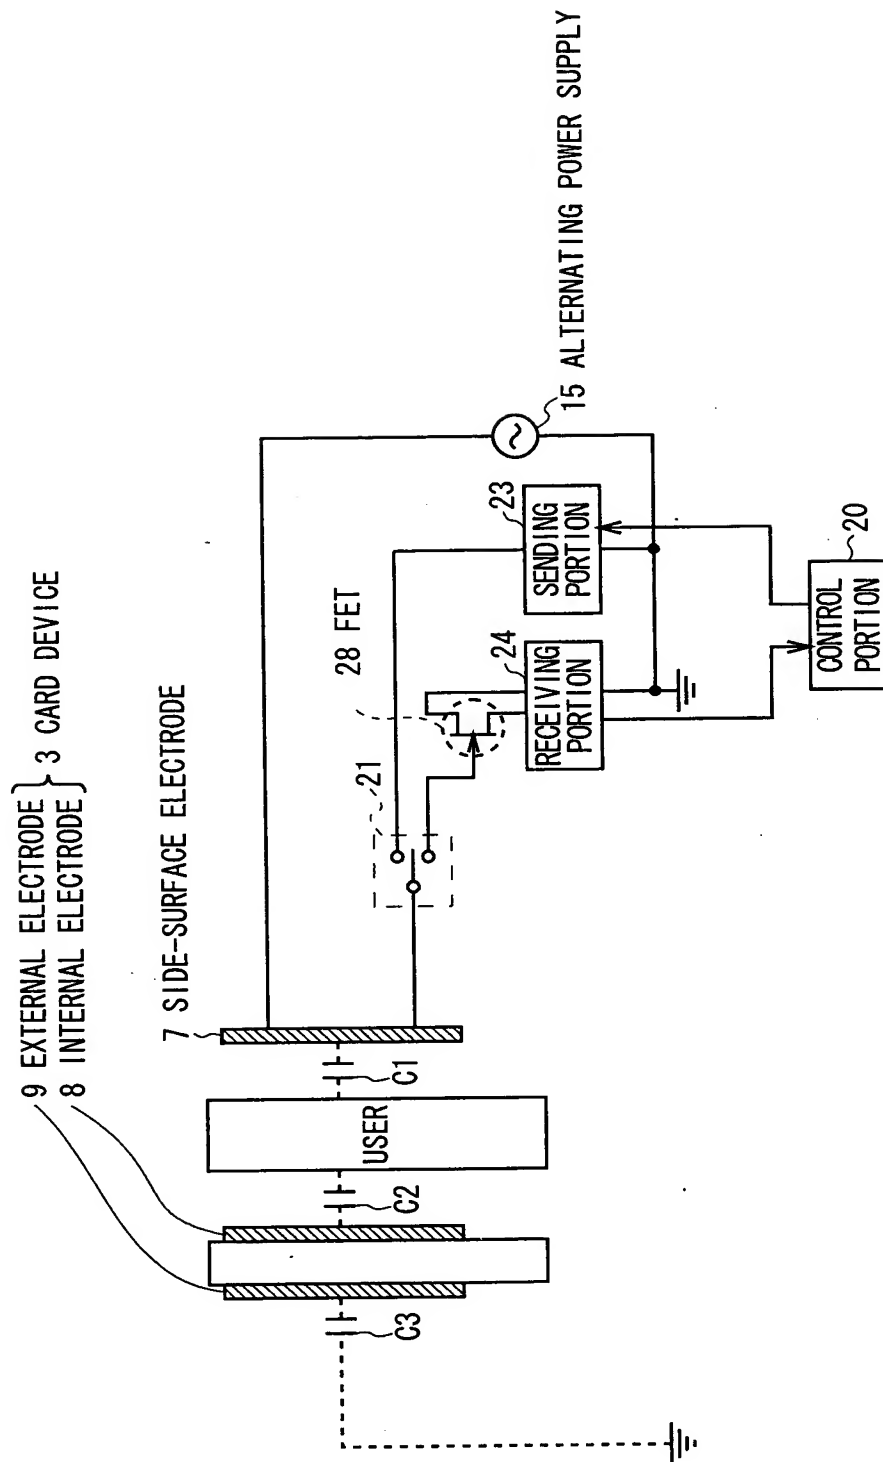 9 EXTERNAL ELECTRODE
8 INTERNAL ELECTRODE
3 CARD DEVICE
7 SIDE-SURFACE ELECTRODE
21
28 FET
24
23
15 ALTERNATING POWER SUPPLY
C3
C2
USER
C1
RECEIVING
PORTION
SENDING
PORTION
20
CONTROL
PORTION